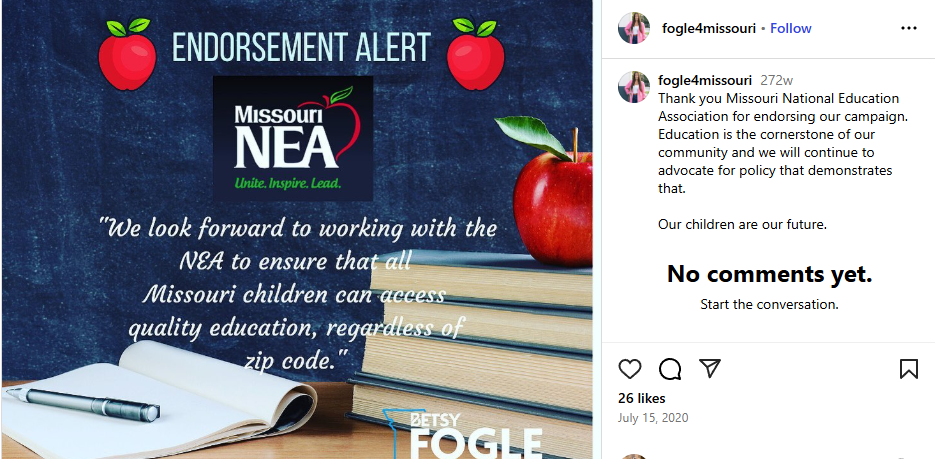 ENDORSEMENT ALERT
MISSOURI
NEA
Unite. Inspire. Lead.
"We look forward to working with the
NEA to ensure that all
Missouri children can access
quality education, regardless of
zip code."
BETSY
FOGLE
fogle4missouri • Follow
fogle4missouri 272w
Thank you Missouri National Education
Association for endorsing our campaign.
Education is the cornerstone of our
community and we will continue to
advocate for policy that demonstrates
that.
Our children are our future.
No comments yet.
Start the conversation.
26 likes
July 15, 2020